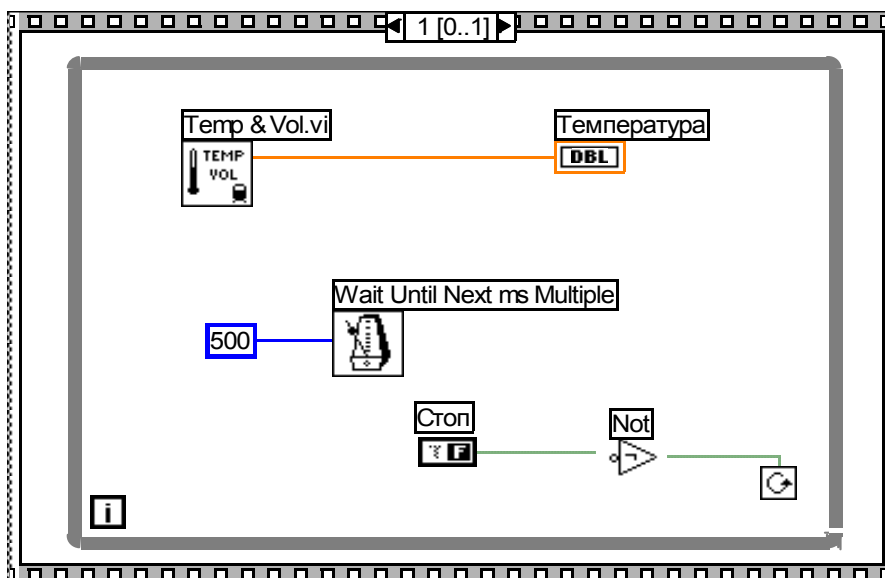 1 [0..1]
Temp & Vol.vi
Температура
TEMP
VOL
DBL
Wait Until Next ms Multiple
500
Стоп
Not
F
i